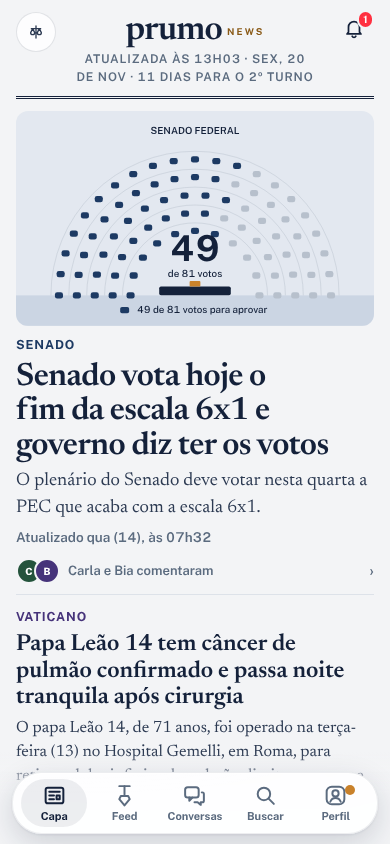 prumo NEWS
1
ATUALIZADA ÀS 13H03 · SEX, 20
DE NOV · 11 DIAS PARA O 2º TURNO
SENADO FEDERAL
49
de 81 votos
49 de 81 votos para aprovar
SENADO
Senado vota hoje o
fim da escala 6x1 e
governo diz ter os votos
O plenário do Senado deve votar nesta quarta a
PEC que acaba com a escala 6x1.
Atualizado qua (14), às 07h32
C B Carla e Bia comentaram ›
VATICANO
Papa Leão 14 tem câncer de
pulmão confirmado e passa noite
tranquila após cirurgia
O papa Leão 14, de 71 anos, foi operado na terça-
feira (13) no Hospital Gemelli, em Roma, para
Capa Feed Conversas Buscar Perfil